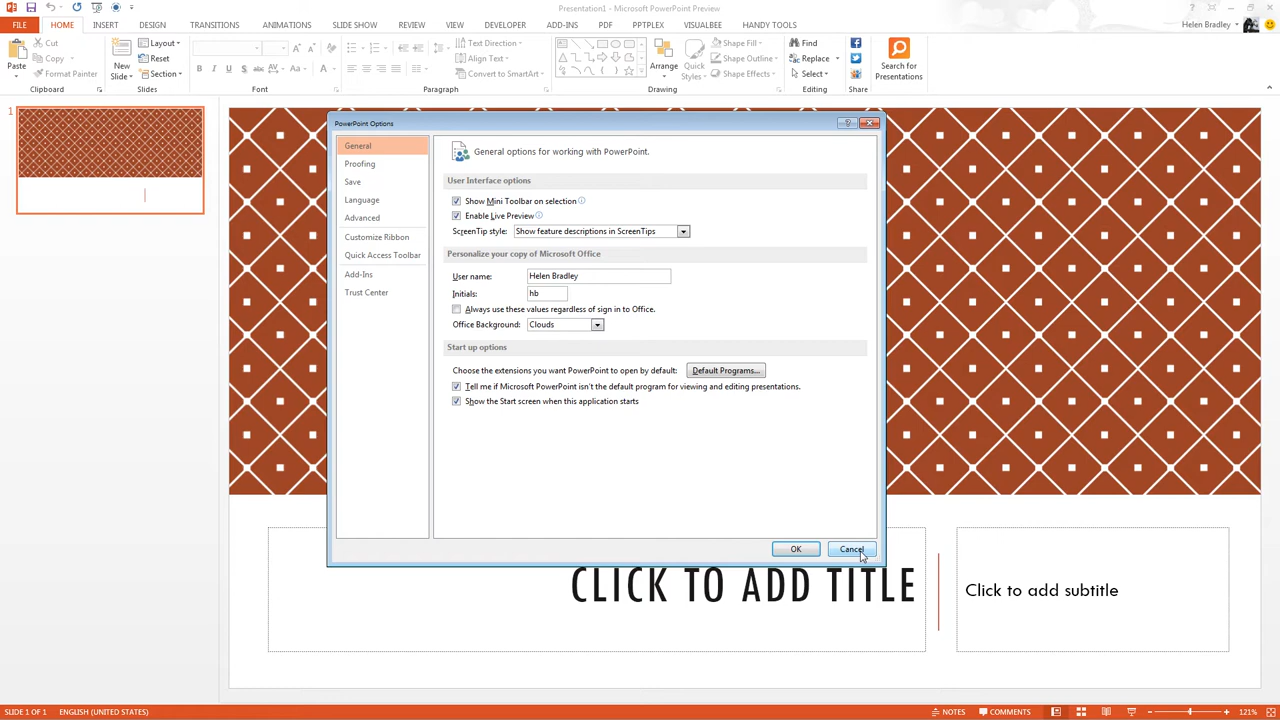 Presentation1 - Microsoft PowerPoint Preview
FILE HOME INSERT DESIGN TRANSITIONS ANIMATIONS SLIDE SHOW REVIEW VIEW DEVELOPER ADD-INS PDF PPTPLEX VISUALBEE HANDY TOOLS Helen Bradley
Paste
Cut
Copy
Format Painter
Clipboard
New Slide
Layout
Reset
Section
Slides
Font
Text Direction
Align Text
Convert to SmartArt
Paragraph
Arrange
Quick Styles
Shape Fill
Shape Outline
Shape Effects
Drawing
Find
Replace
Select
Editing
Share
Search for Presentations
1
PowerPoint Options
General
Proofing
Save
Language
Advanced
Customize Ribbon
Quick Access Toolbar
Add-Ins
Trust Center
General options for working with PowerPoint.
User Interface options
Show Mini Toolbar on selection
Enable Live Preview
ScreenTip style: Show feature descriptions in ScreenTips
Personalize your copy of Microsoft Office
User name: Helen Bradley
Initials: hb
Always use these values regardless of sign in to Office.
Office Background: Clouds
Start up options
Choose the extensions you want PowerPoint to open by default: Default Programs...
Tell me if Microsoft PowerPoint isn't the default program for viewing and editing presentations.
Show the Start screen when this application starts
OK Cancel
CLICK TO ADD TITLE
Click to add subtitle
SLIDE 1 OF 1 ENGLISH (UNITED STATES) NOTES COMMENTS 121%